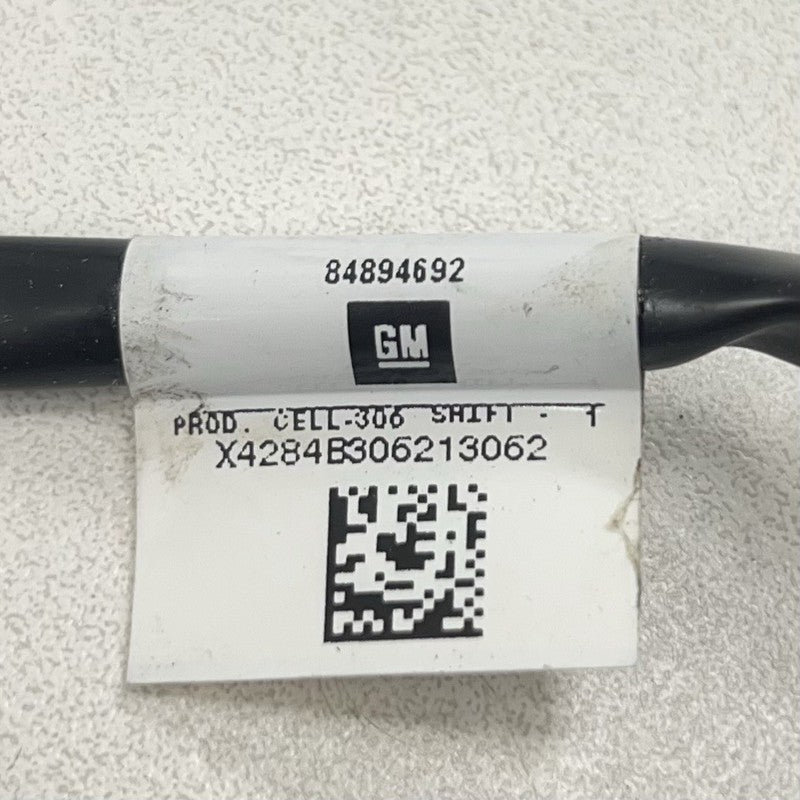 84894692
GM
PROD. CELL-306 SHIFT - 1
X4284B306213062